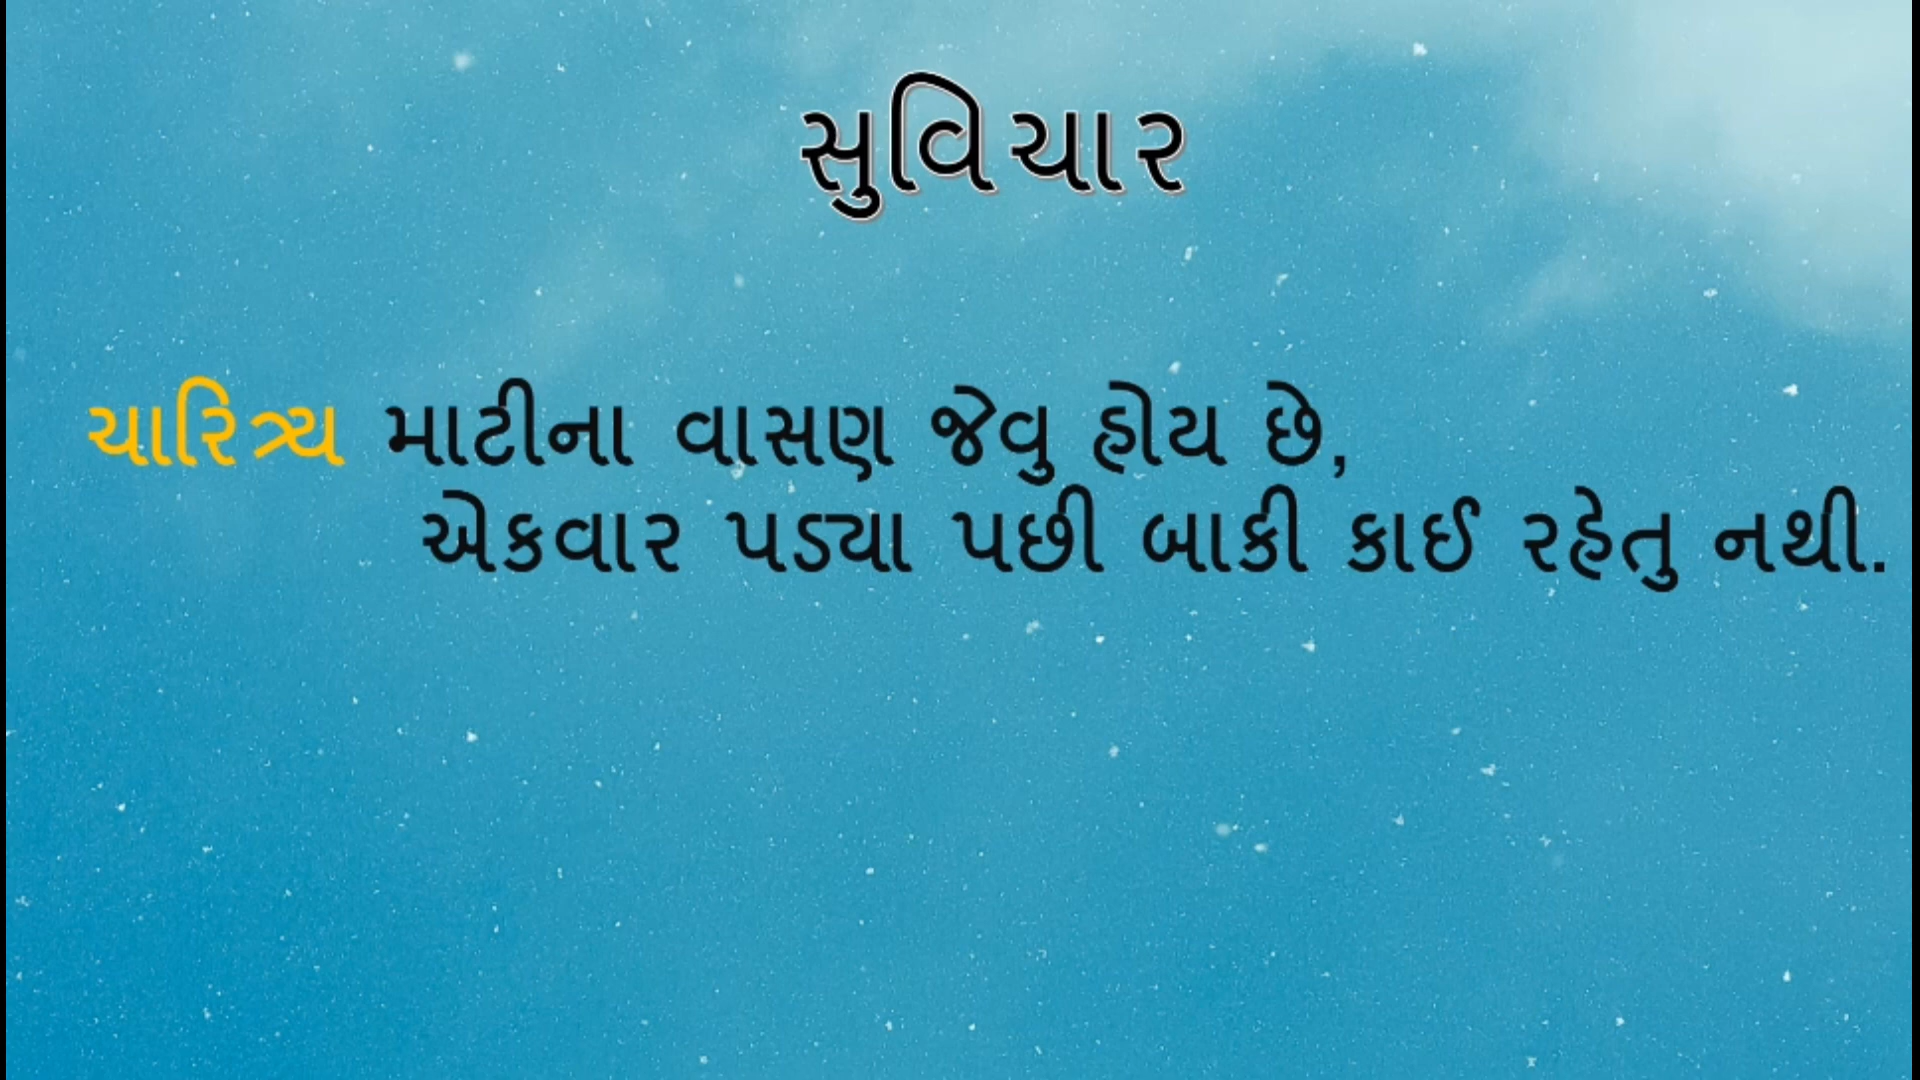 સુવિચાર
ચારિત્ર્ય માટીના વાસણ જેવુ હોય છે,
એકવાર પડ્યા પછી બાકી કાઈ રહેતુ નથી.